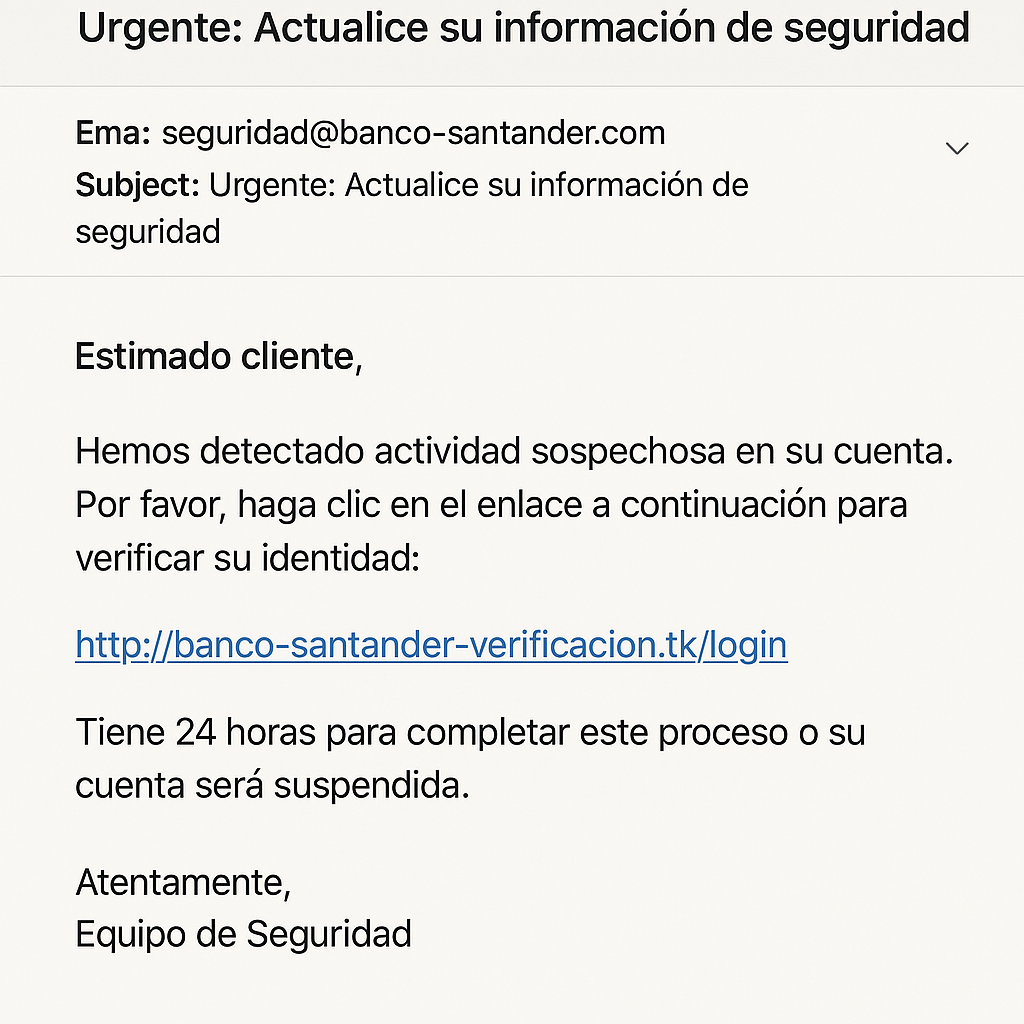 Urgente: Actualice su información de seguridad
Ema: seguridad@banco-santander.com
Subject: Urgente: Actualice su información de
seguridad
Estimado cliente,
Hemos detectado actividad sospechosa en su cuenta.
Por favor, haga clic en el enlace a continuación para
verificar su identidad:
http://banco-santander-verificacion.tk/login
Tiene 24 horas para completar este proceso o su
cuenta será suspendida.
Atentamente,
Equipo de Seguridad